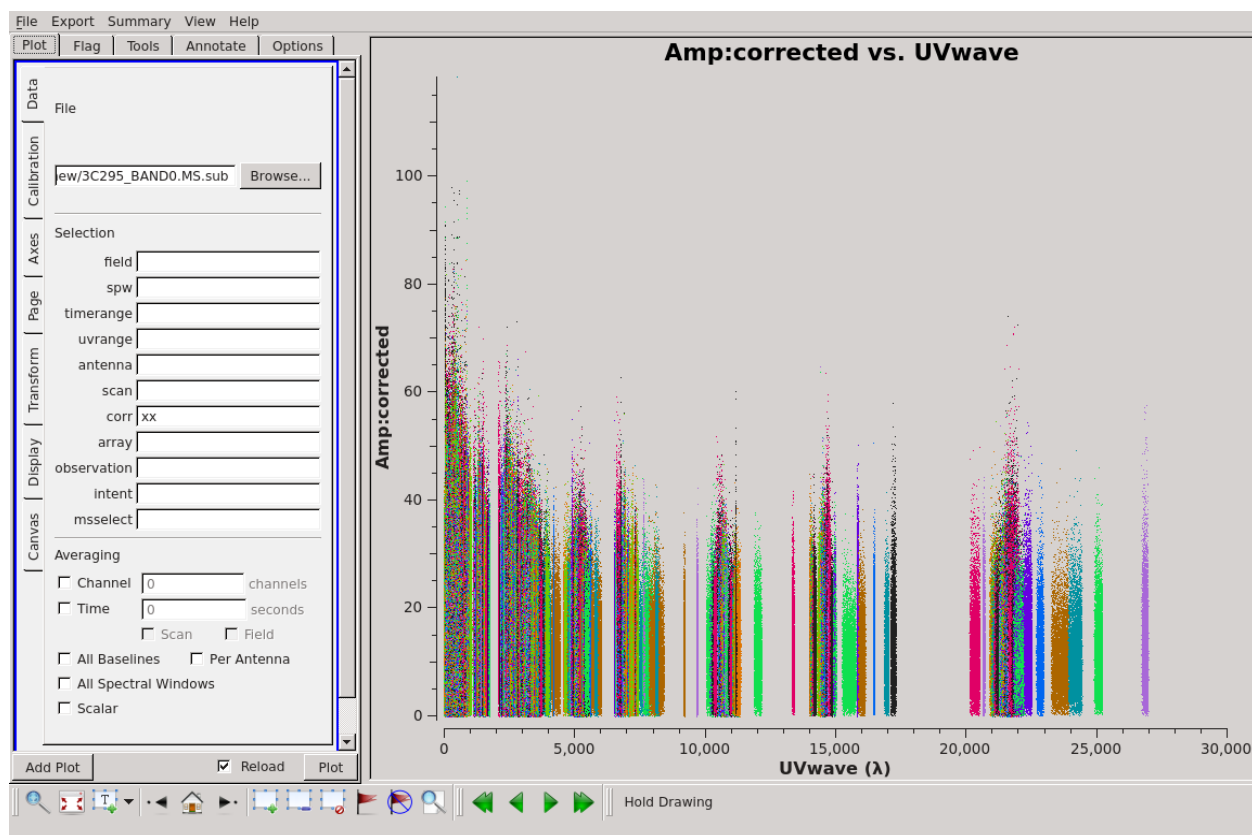 File Export Summary View Help
Plot Flag Tools Annotate Options
Data
Calibration
Axes
Page
Transform
Display
Canvas
File
ew/3C295_BAND0.MS.sub Browse...
Selection
field
spw
timerange
uvrange
antenna
scan
corr xx
array
observation
intent
msselect
Averaging
Channel 0 channels
Time 0 seconds
Scan Field
All Baselines Per Antenna
All Spectral Windows
Scalar
Add Plot Reload Plot
Amp:corrected vs. UVwave
Amp:corrected
100
80
60
40
20
0
0 5,000 10,000 15,000 20,000 25,000 30,000
UVwave (λ)
T
Hold Drawing